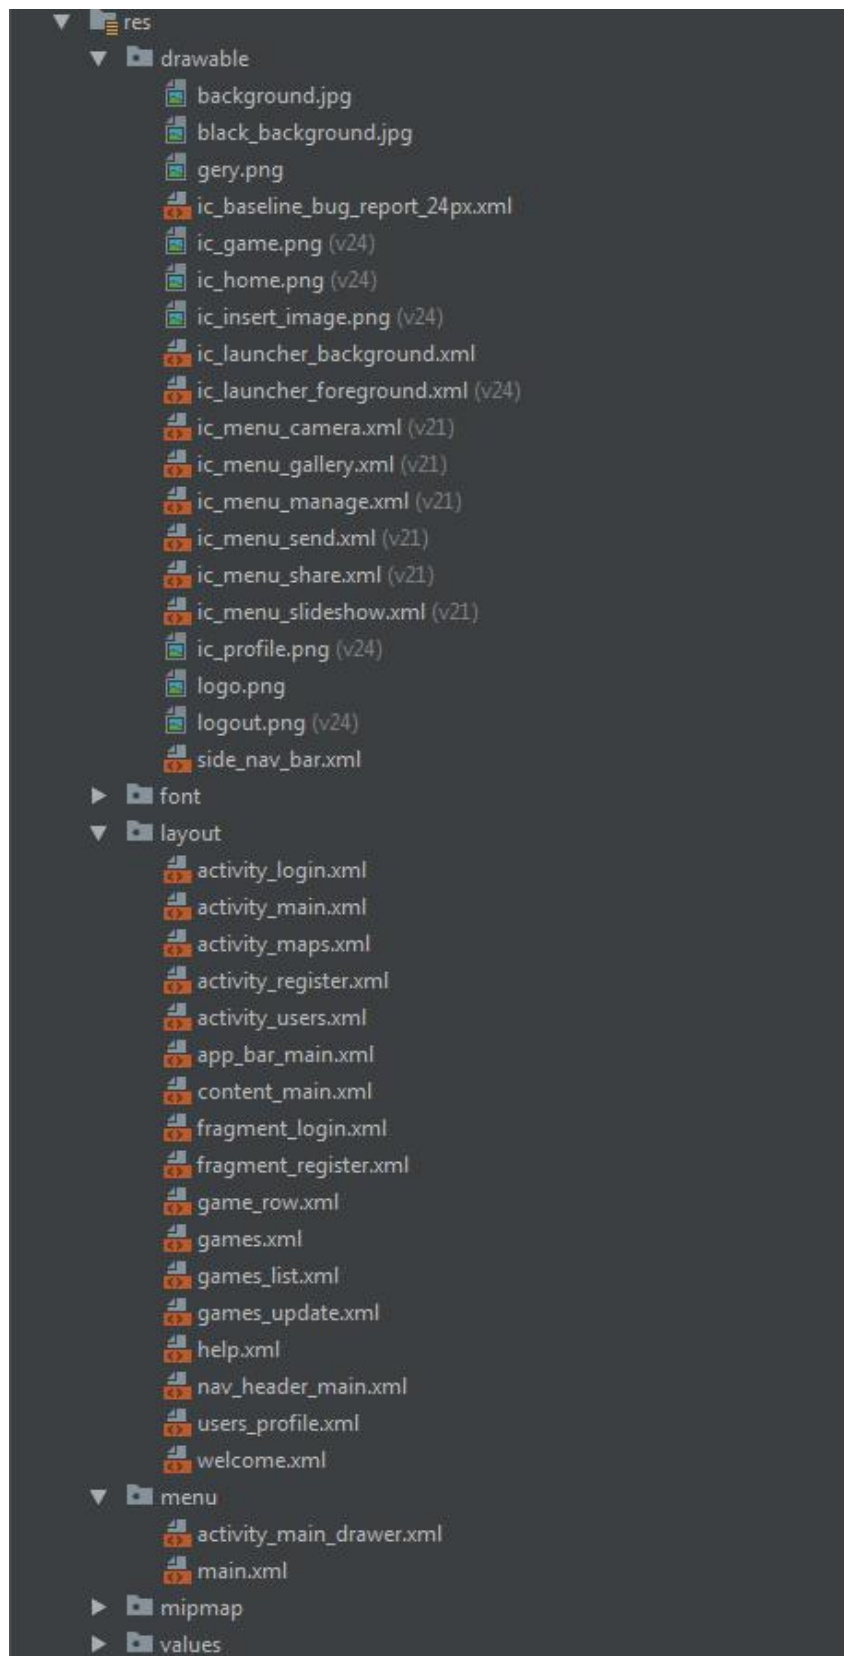 res
drawable
background.jpg
black_background.jpg
gery.png
ic_baseline_bug_report_24px.xml
ic_game.png (v24)
ic_home.png (v24)
ic_insert_image.png (v24)
ic_launcher_background.xml
ic_launcher_foreground.xml (v24)
ic_menu_camera.xml (v21)
ic_menu_gallery.xml (v21)
ic_menu_manage.xml (v21)
ic_menu_send.xml (v21)
ic_menu_share.xml (v21)
ic_menu_slideshow.xml (v21)
ic_profile.png (v24)
logo.png
logout.png (v24)
side_nav_bar.xml
font
layout
activity_login.xml
activity_main.xml
activity_maps.xml
activity_register.xml
activity_users.xml
app_bar_main.xml
content_main.xml
fragment_login.xml
fragment_register.xml
game_row.xml
games.xml
games_list.xml
games_update.xml
help.xml
nav_header_main.xml
users_profile.xml
welcome.xml
menu
activity_main_drawer.xml
main.xml
mipmap
values